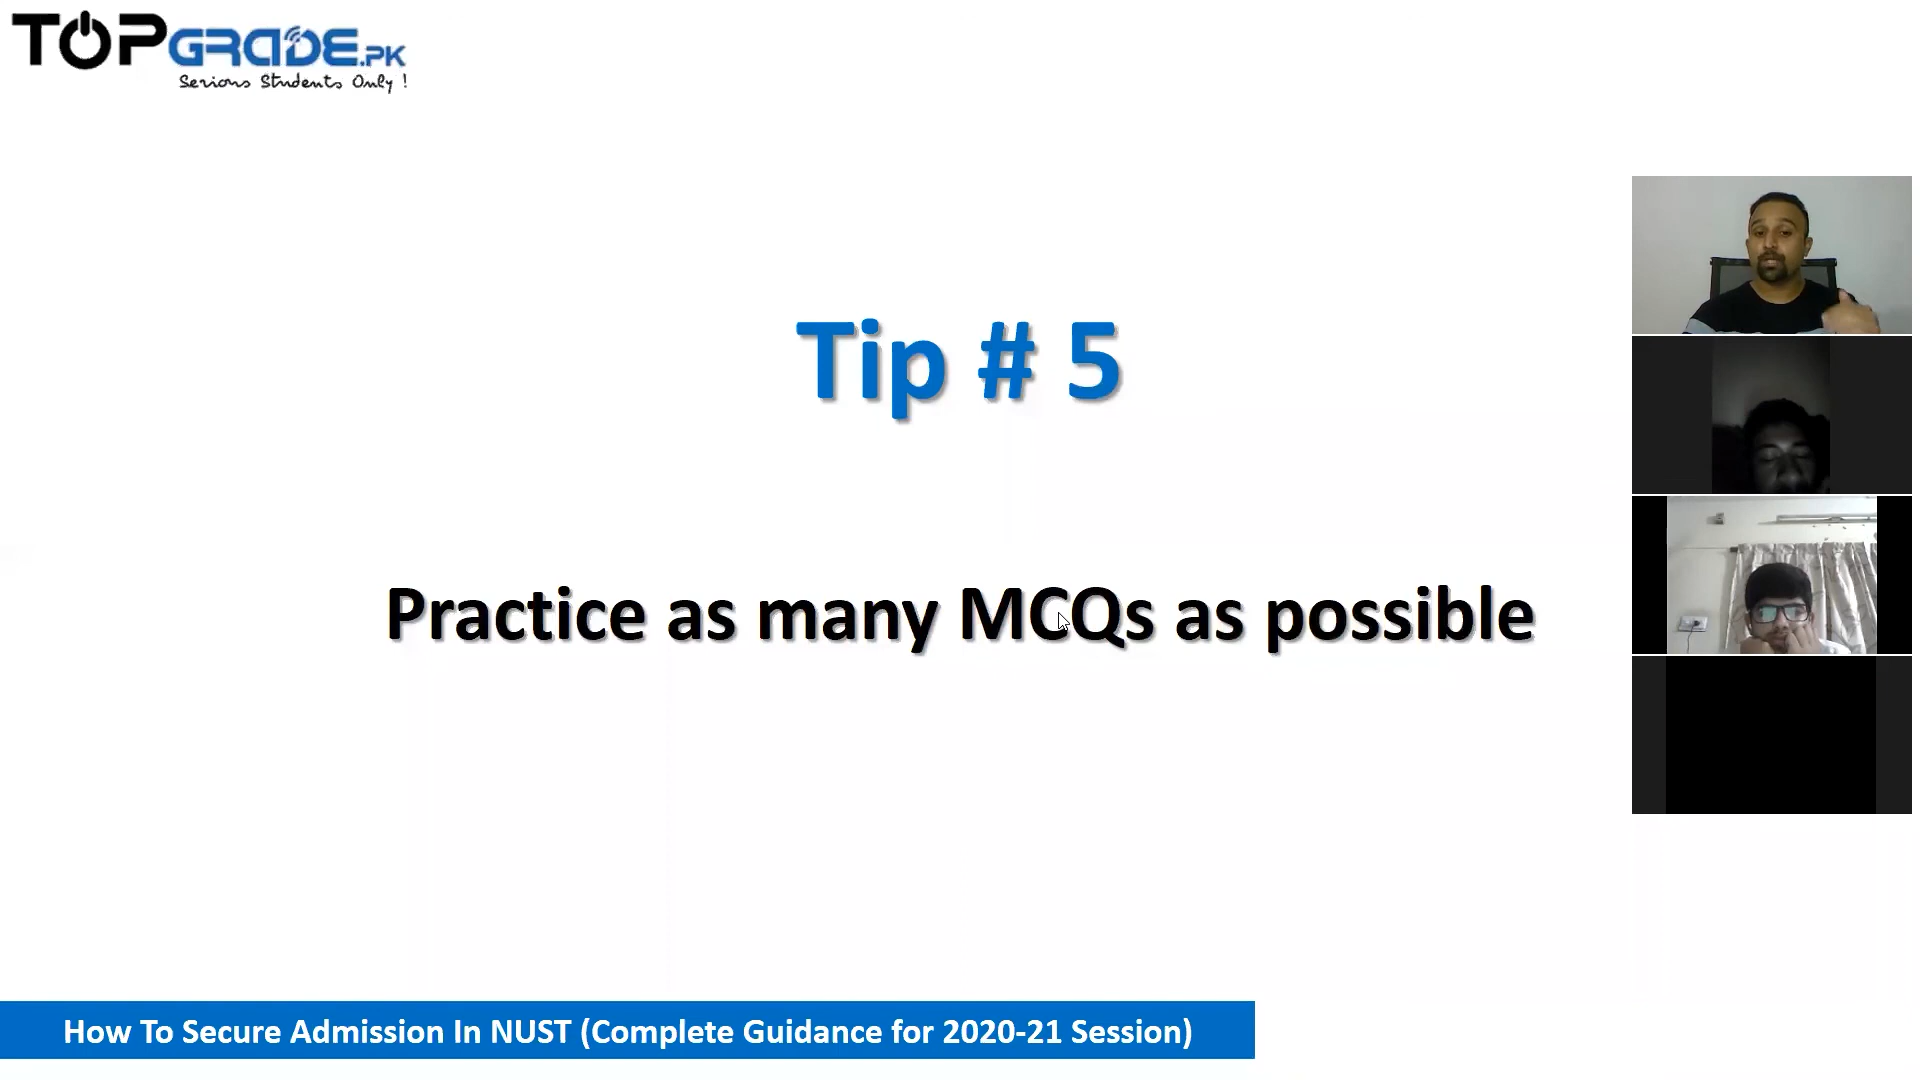 TOPGRADE.PK
Serious Students Only !
Tip # 5
Practice as many MCQs as possible
How To Secure Admission In NUST (Complete Guidance for 2020-21 Session)